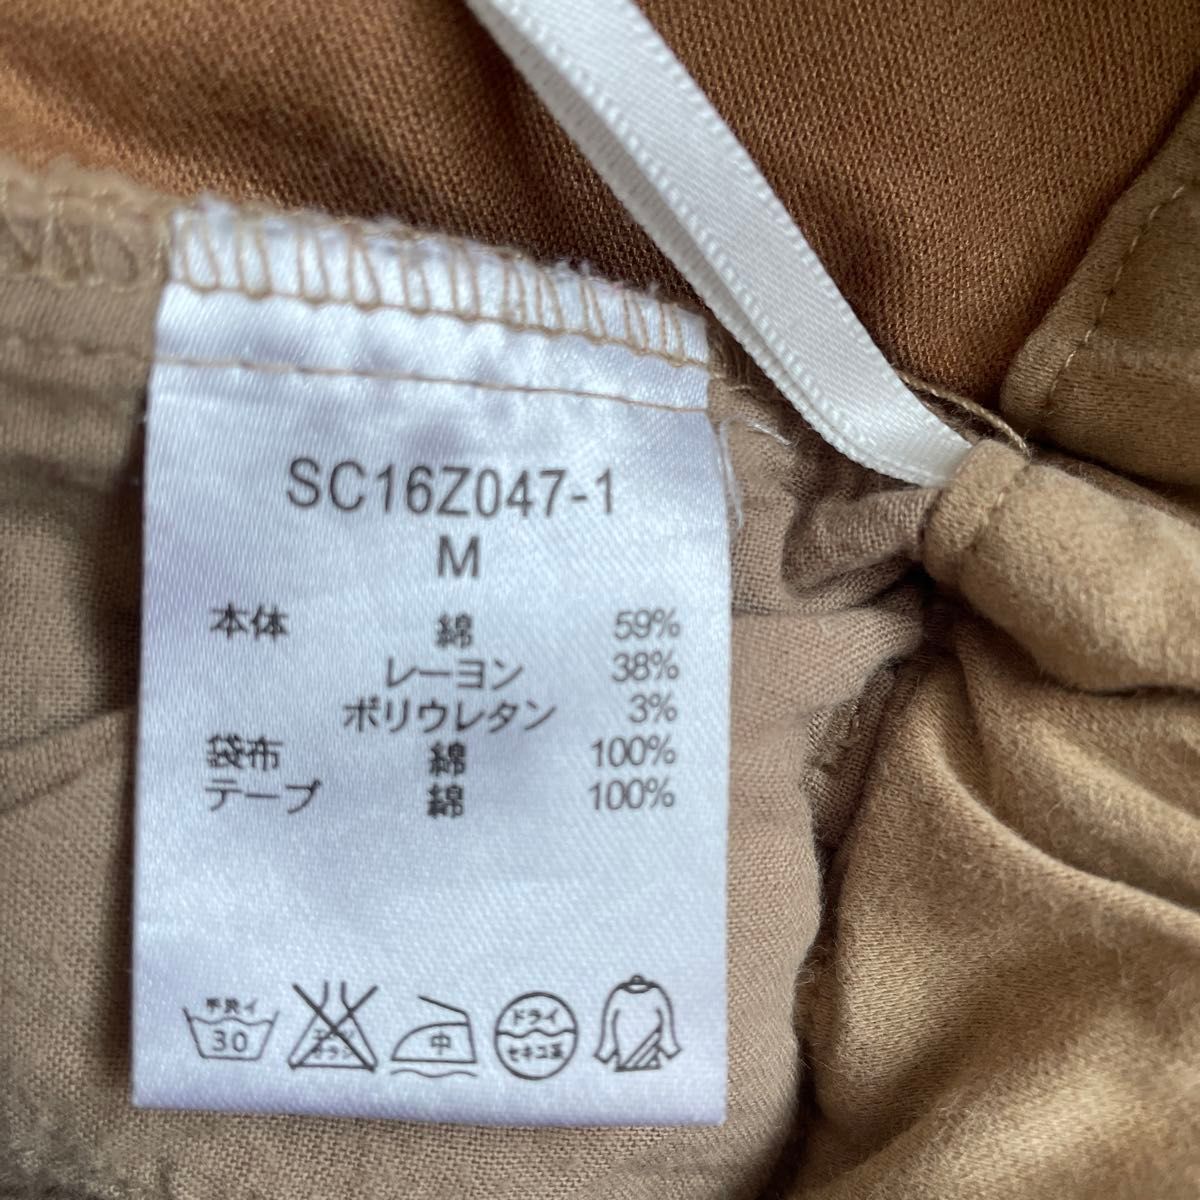 SC16Z047-1
M
本体 綿 59%
レーヨン 38%
ポリウレタン 3%
袋布 綿 100%
テープ 綿 100%
手洗イ
30
中
ドライ
セキユ系